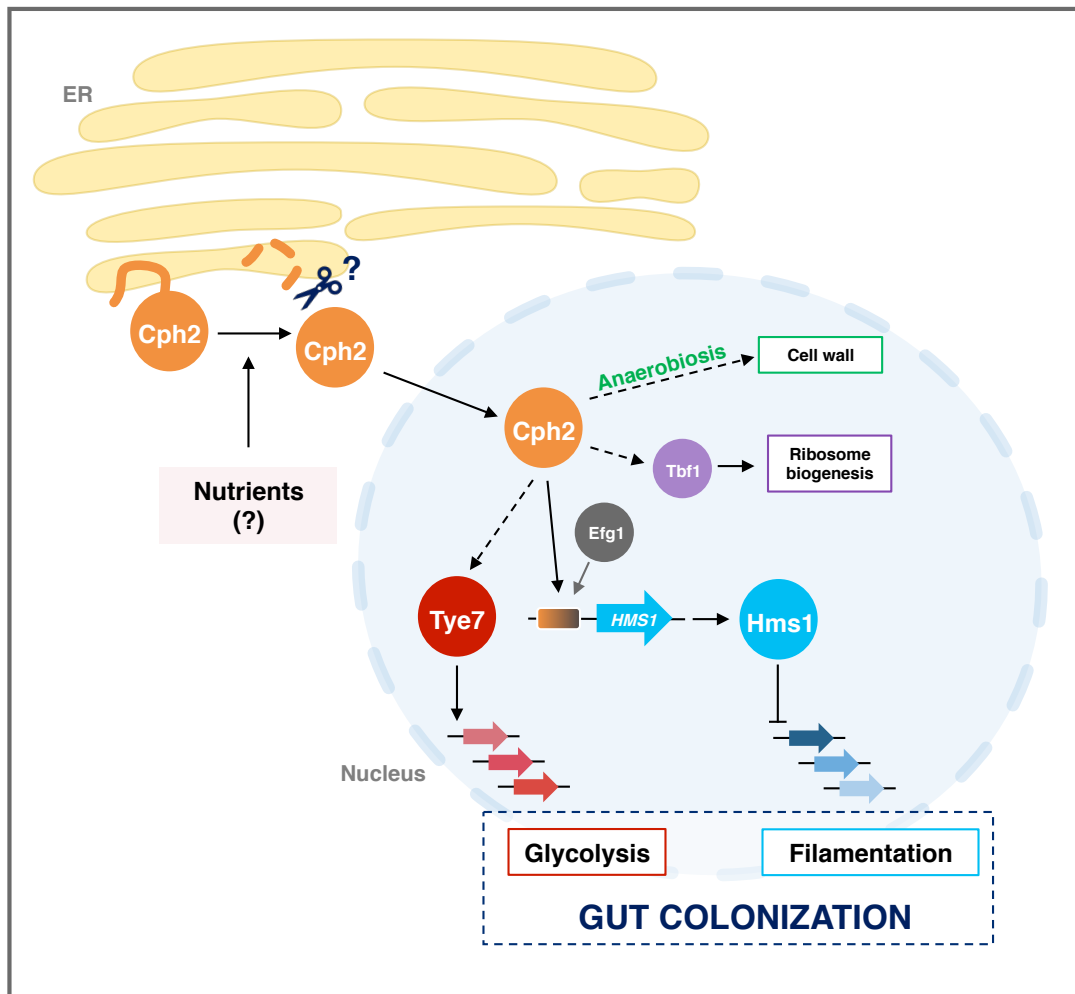 ER
?
Cph2
Cph2
Nutrients
(?)
Anaerobiosis
Cell wall
Cph2
Tbf1
Ribosome
biogenesis
Efg1
Tye7
HMS1
Hms1
Nucleus
Glycolysis
Filamentation
GUT COLONIZATION